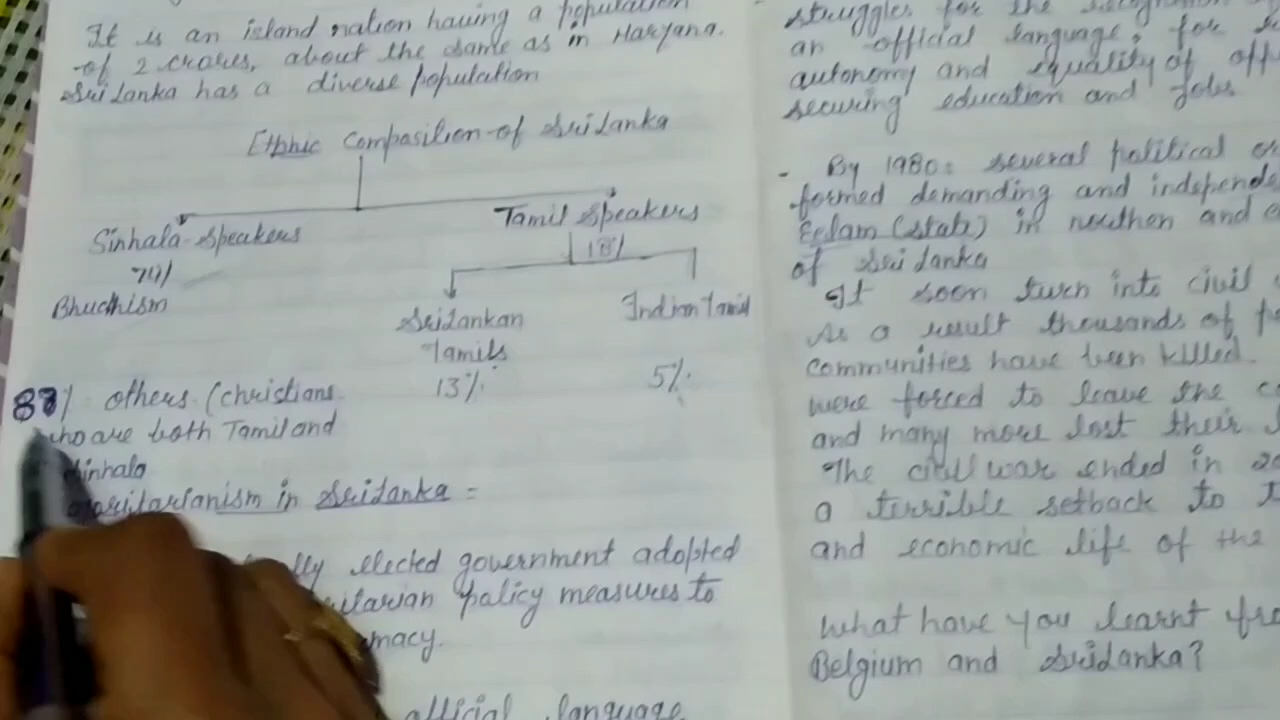 It is an island nation having a population
of 2 crores, about the same as in Haryana.
Sri Lanka has a diverse population
Ethnic Composition of Sri Lanka
Sinhala-Speakers
74%
Bhudhism
Tamil Speakers
18%
Sri Lankan
Tamils
13%
Indian Tamil
5%
8% others (Christians
who are both Tamil and
Sinhala
in Sri Lanka =
elected government adopted
policy measures to
official language
struggles for the
an official language, for
autonomy and equality of
securing education and jobs
- By 1980s several political
formed demanding and
Eelam (state) in northen and
of Sri Lanka
It soon turn into civil
As a result thousands of
communities have been killed.
were forced to leave the
and many more lost their
The civil war ended in
a terrible setback to
and economic life of the
What have you learnt
Belgium and Sri Lanka?